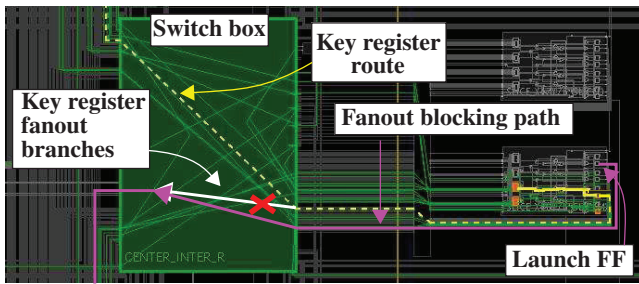 Switch box
Key register
route
Key register
fanout
branches
Fanout blocking path
CENTER_INTER_R
Launch FF